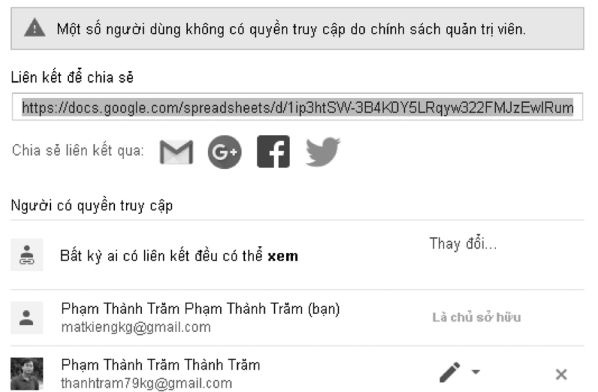 Một số người dùng không có quyền truy cập do chính sách quản trị viên.
Liên kết để chia sẻ
https://docs.google.com/spreadsheets/d/1ip3htSW-3B4KDY5LRqyw322FMJzEwlRum
Chia sẻ liên kết qua:
G+
Người có quyền truy cập
Bất kỳ ai có liên kết đều có thể xem
Thay đổi...
Phạm Thành Trăm Phạm Thành Trăm (bạn)
matkiengkg@gmail.com
Là chủ sở hữu
Phạm Thành Trăm Thành Trăm
thanhtram79kg@gmail.com